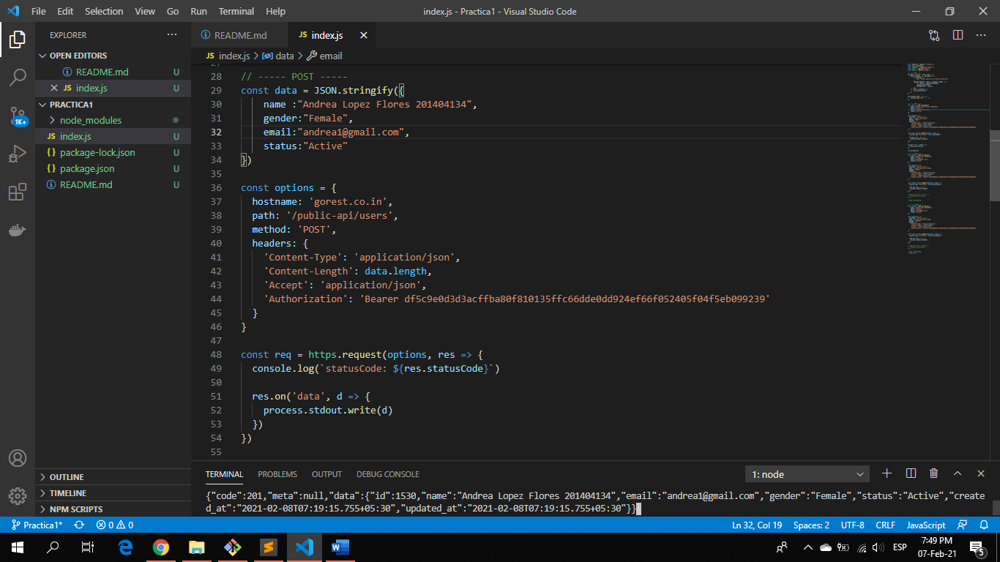 File Edit Selection View Go Run Terminal Help
index.js - Practica1 - Visual Studio Code
EXPLORER
OPEN EDITORS
README.md U
JS index.js U
PRACTICA1
node_modules
JS index.js U
{} package-lock.json U
{} package.json U
README.md U
OUTLINE
TIMELINE
NPM SCRIPTS
1K+
README.md
JS index.js
JS index.js > data > email
28 // ----- POST -----
29 const data = JSON.stringify({
30 name :"Andrea Lopez Flores 201404134",
31 gender:"Female",
32 email:"andrea1@gmail.com",
33 status:"Active"
34 })
35
36 const options = {
37 hostname: 'gorest.co.in',
38 path: '/public-api/users',
39 method: 'POST',
40 headers: {
41 'Content-Type': 'application/json',
42 'Content-Length': data.length,
43 'Accept': 'application/json',
44 'Authorization': 'Bearer df5c9e0d3d3acffba80f810135ffc66dde0dd924ef66f052405f04f5eb099239'
45 }
46 }
47
48 const req = https.request(options, res => {
49 console.log(`statusCode: ${res.statusCode}`)
50
51 res.on('data', d => {
52 process.stdout.write(d)
53 })
54 })
55
TERMINAL PROBLEMS OUTPUT DEBUG CONSOLE
1: node
{"code":201,"meta":null,"data":{"id":1530,"name":"Andrea Lopez Flores 201404134","email":"andrea1@gmail.com","gender":"Female","status":"Active","create
d_at":"2021-02-08T07:19:15.755+05:30","updated_at":"2021-02-08T07:19:15.755+05:30"}}
Practica1* 0 0 Ln 32, Col 19 Spaces: 2 UTF-8 CRLF JavaScript
ESP
7:49 PM
07-Feb-21
5